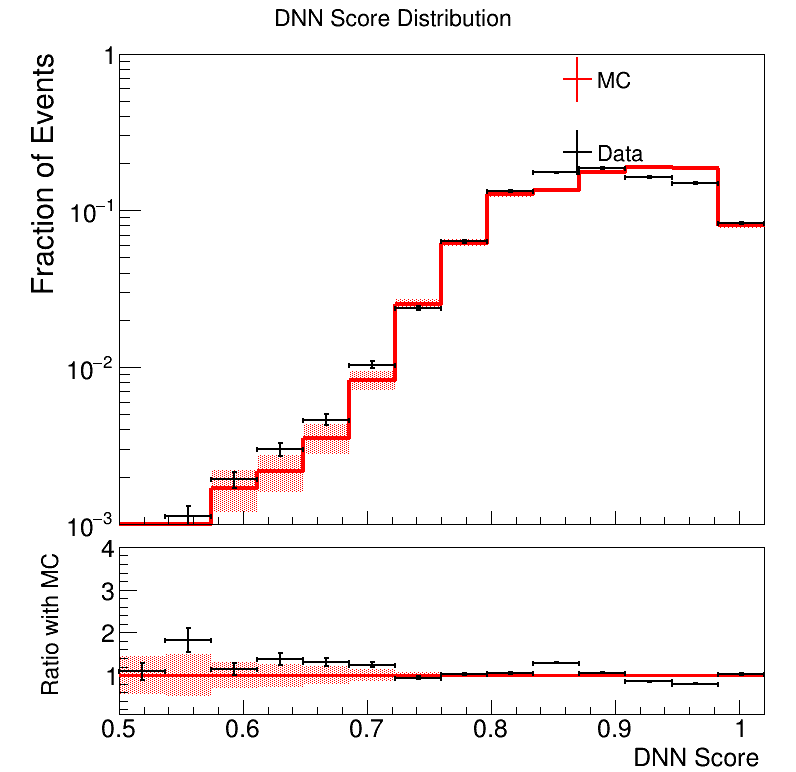 DNN Score Distribution
Fraction of Events
1
10⁻¹
10⁻²
10⁻³
MC
Data
Ratio with MC
4
3
2
1
0.5 0.6 0.7 0.8 0.9 1
DNN Score